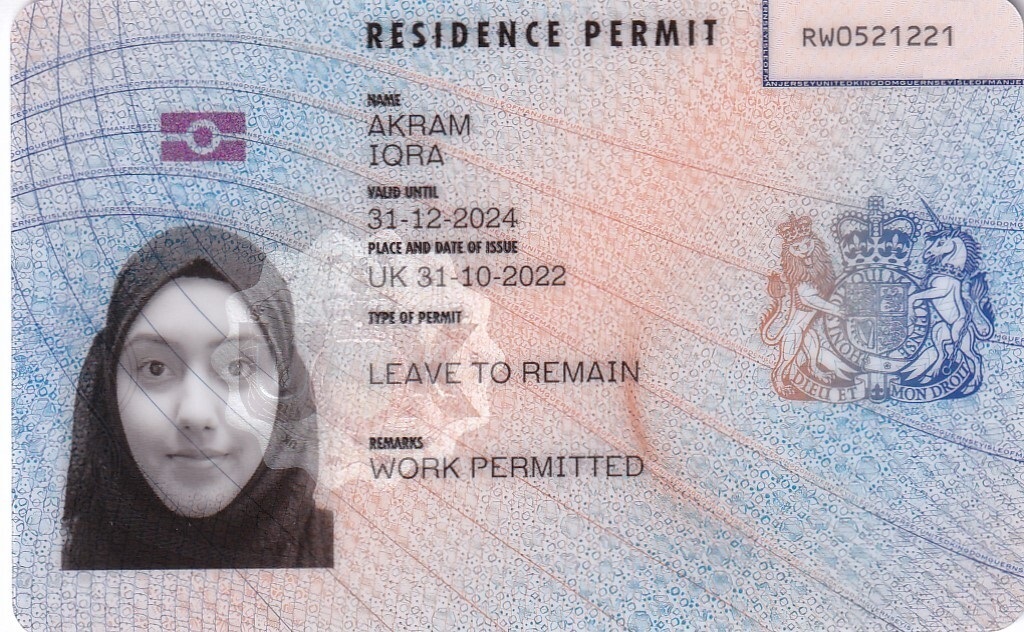 RESIDENCE PERMIT
RW0521221
NAME
AKRAM
IQRA
VALID UNTIL
31-12-2024
PLACE AND DATE OF ISSUE
UK 31-10-2022
TYPE OF PERMIT
LEAVE TO REMAIN
REMARKS
WORK PERMITTED
DIEU ET MON DROIT